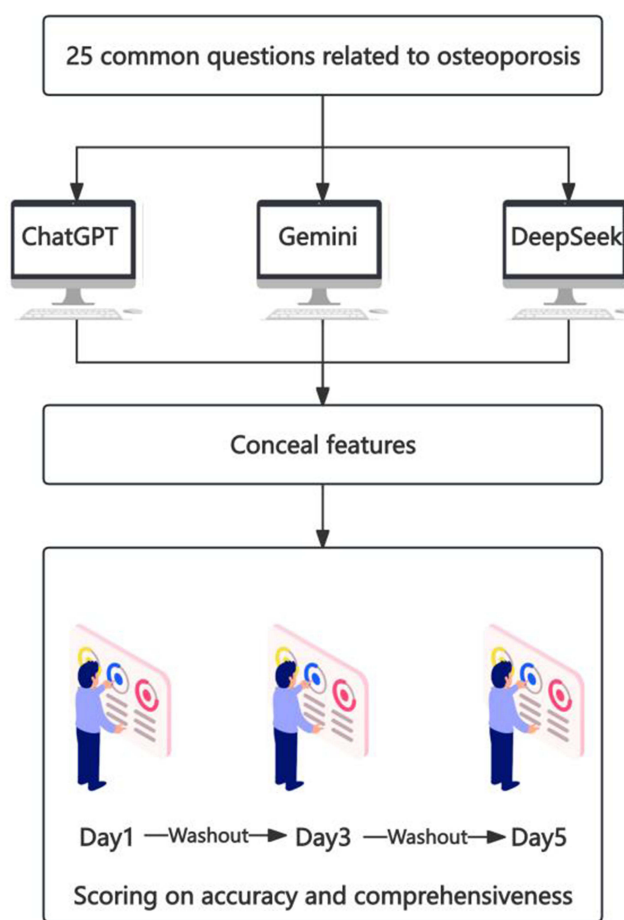 25 common questions related to osteoporosis
ChatGPT Gemini DeepSeek
Conceal features
Day1 Washout Day3 Washout Day5
Scoring on accuracy and comprehensiveness